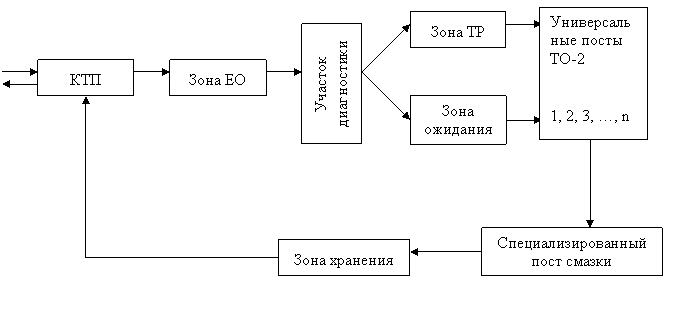 КТП
Зона ЕО
Участок
диагностики
Зона ТР
Зона
ожидания
Универсаль
ные посты
ТО-2
1, 2, 3, …, n
Специализированный
пост смазки
Зона хранения